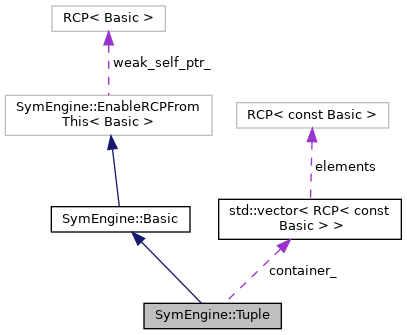 RCP< Basic >
weak_self_ptr_
SymEngine::EnableRCPFrom
This< Basic >
RCP< const Basic >
elements
SymEngine::Basic
std::vector< RCP< const
Basic > >
container_
SymEngine::Tuple